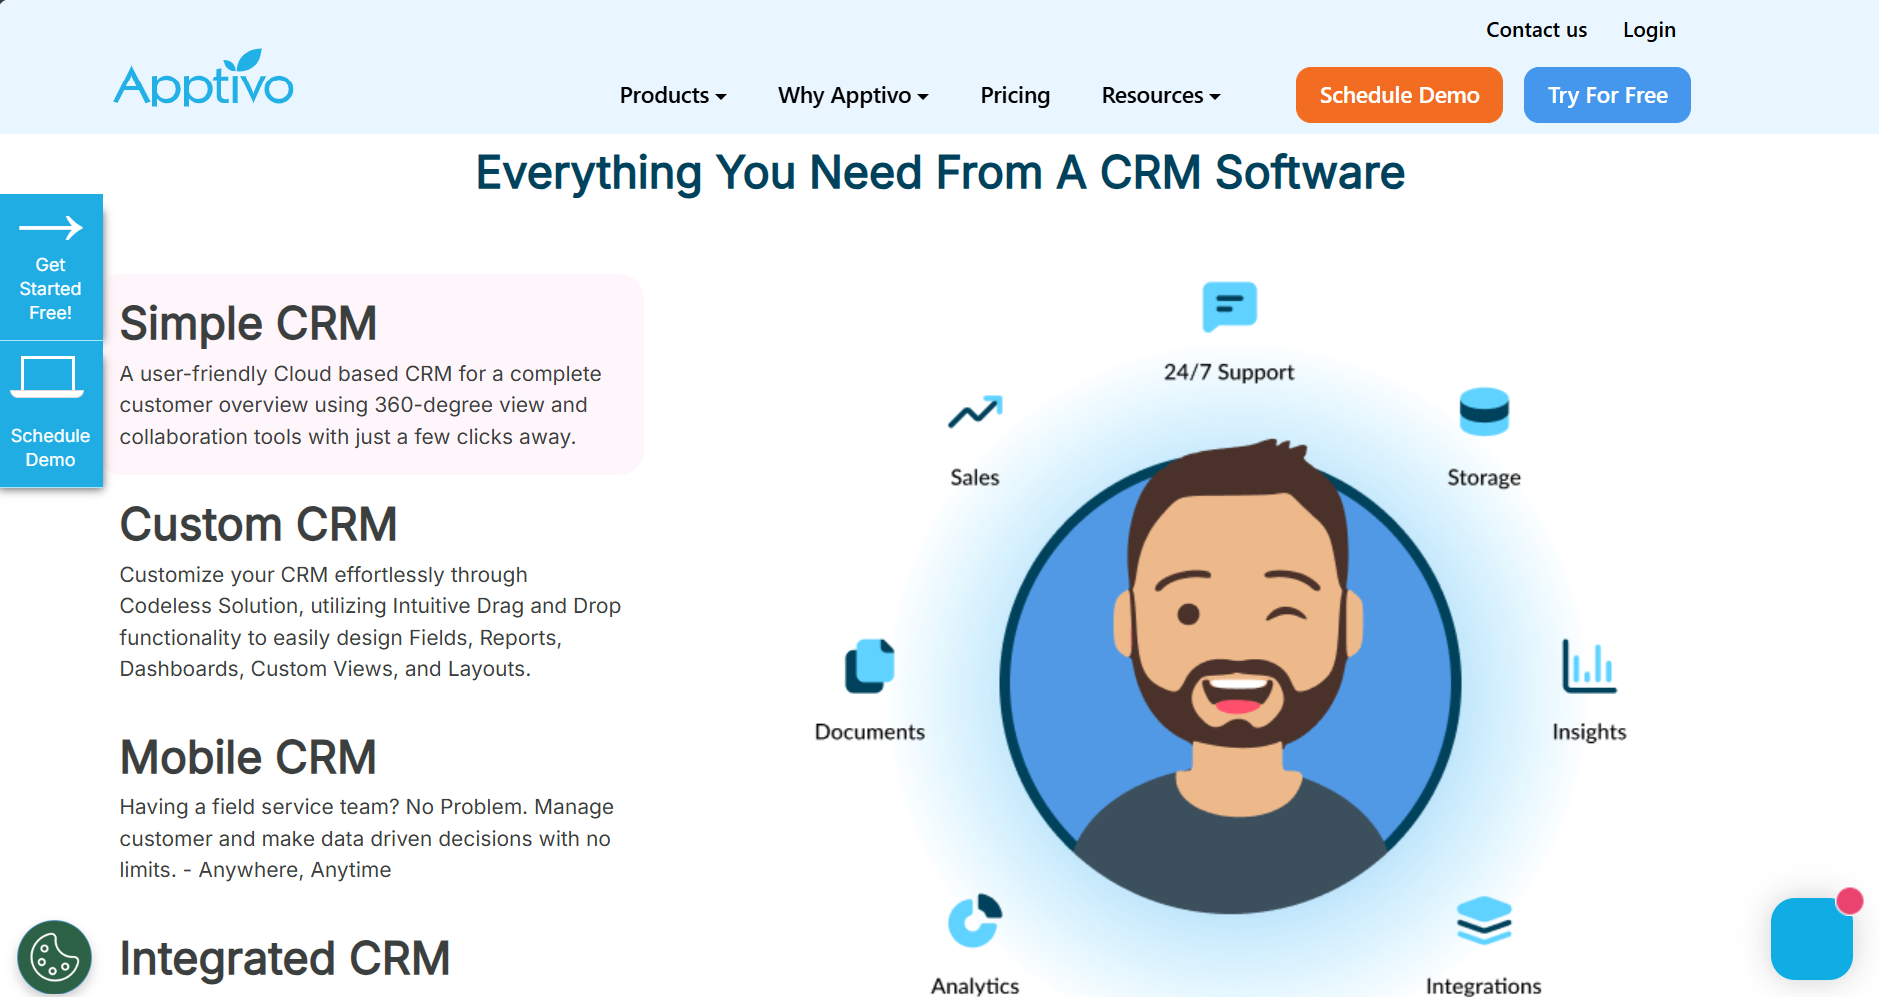 Contact us
Login
Apptivo
Products
Why Apptivo
Pricing
Resources
Schedule Demo
Try For Free
Everything You Need From A CRM Software
Get
Started
Free!
Schedule
Demo
Simple CRM
A user-friendly Cloud based CRM for a complete
customer overview using 360-degree view and
collaboration tools with just a few clicks away.
Custom CRM
Customize your CRM effortlessly through
Codeless Solution, utilizing Intuitive Drag and Drop
functionality to easily design Fields, Reports,
Dashboards, Custom Views, and Layouts.
Mobile CRM
Having a field service team? No Problem. Manage
customer and make data driven decisions with no
limits. - Anywhere, Anytime
Integrated CRM
24/7 Support
Sales
Storage
Documents
Insights
Analytics
Integrations